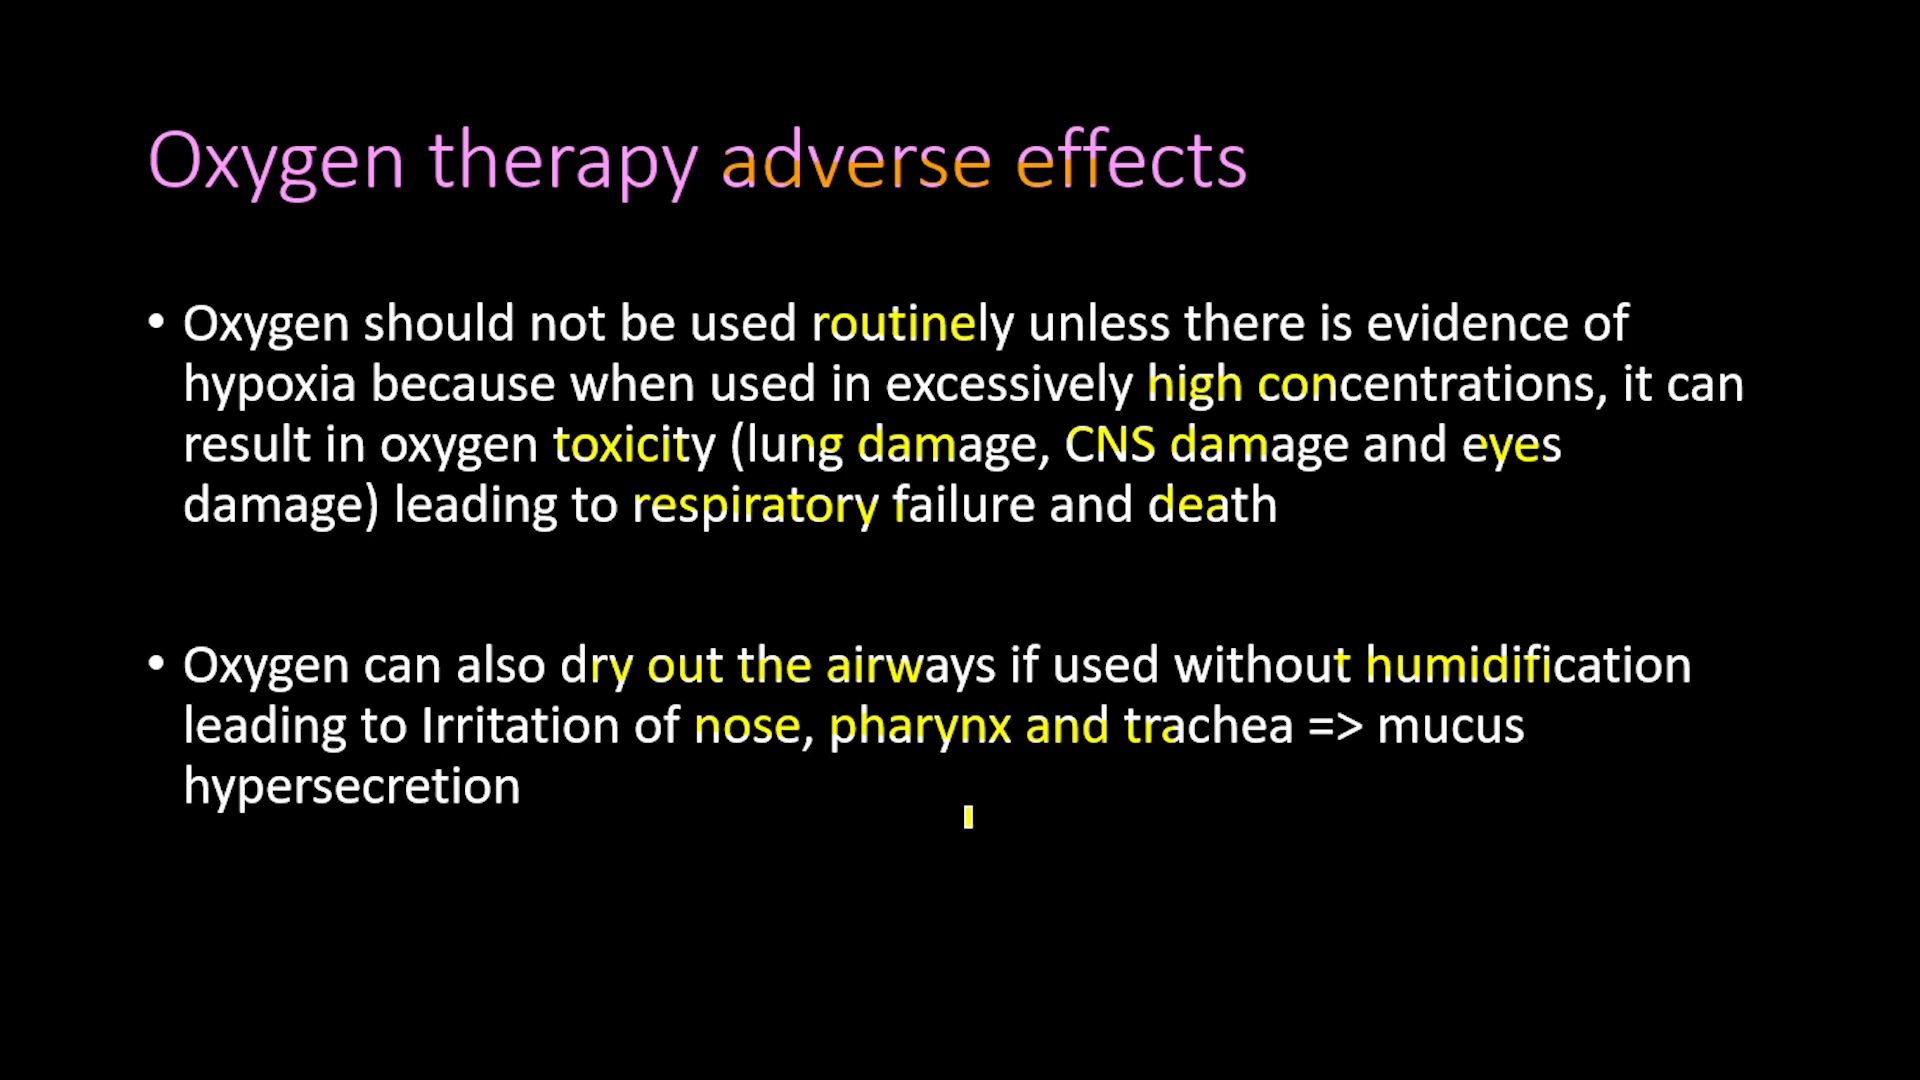 Oxygen therapy adverse effects
• Oxygen should not be used routinely unless there is evidence of
hypoxia because when used in excessively high concentrations, it can
result in oxygen toxicity (lung damage, CNS damage and eyes
damage) leading to respiratory failure and death
• Oxygen can also dry out the airways if used without humidification
leading to Irritation of nose, pharynx and trachea => mucus
hypersecretion